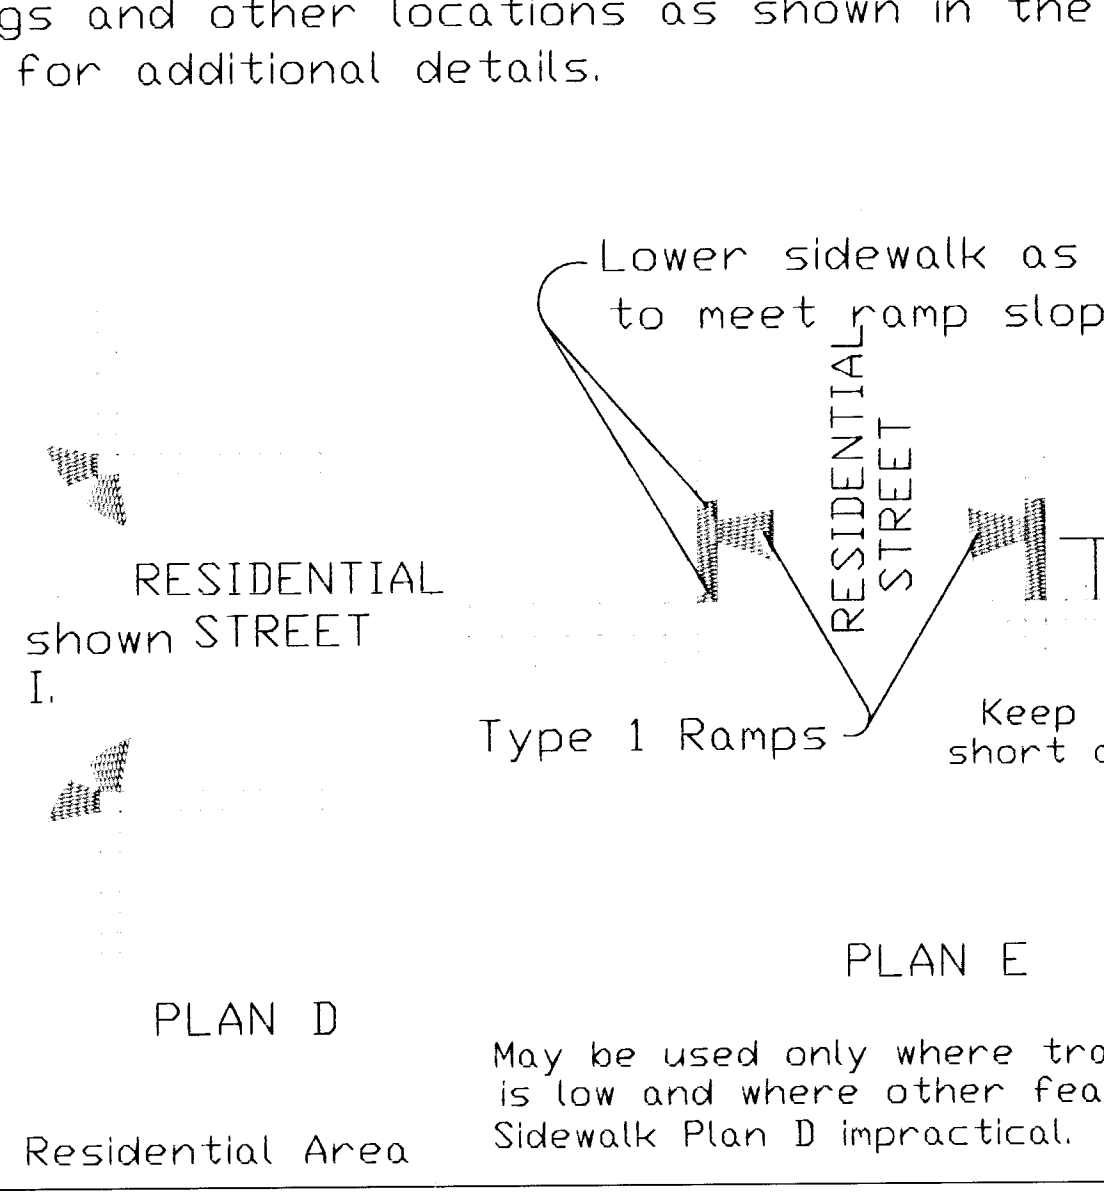 gs and other locations as shown in the
for additional details.
Lower sidewalk as
to meet ramp slop
RESIDENTIAL
STREET
RESIDENTIAL
STREET
shown
I.
Type 1 Ramps
Keep
short
PLAN E
PLAN D
May be used only where tra
is low and where other fea
Sidewalk Plan D impractical.
Residential Area